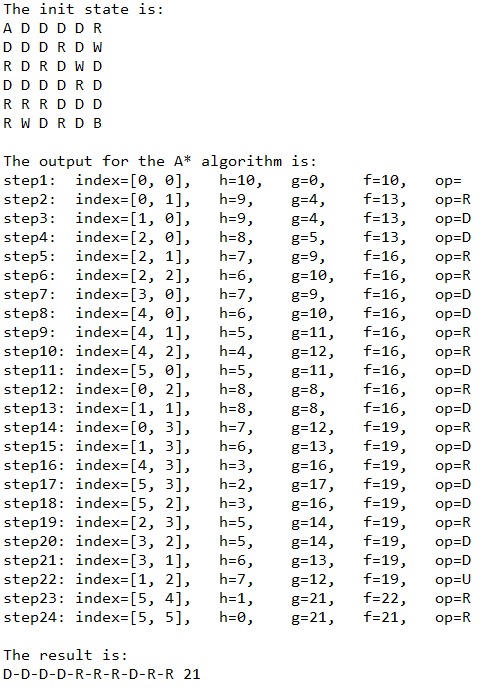 The init state is:
A D D D D R
D D D R D W
R D R D W D
D D D D R D
R R R D D D
R W D R D B
The output for the A* algorithm is:
step1: index=[0, 0], h=10, g=0, f=10, op=
step2: index=[0, 1], h=9, g=4, f=13, op=R
step3: index=[1, 0], h=9, g=4, f=13, op=D
step4: index=[2, 0], h=8, g=5, f=13, op=D
step5: index=[2, 1], h=7, g=9, f=16, op=R
step6: index=[2, 2], h=6, g=10, f=16, op=R
step7: index=[3, 0], h=7, g=9, f=16, op=D
step8: index=[4, 0], h=6, g=10, f=16, op=D
step9: index=[4, 1], h=5, g=11, f=16, op=R
step10: index=[4, 2], h=4, g=12, f=16, op=R
step11: index=[5, 0], h=5, g=11, f=16, op=D
step12: index=[0, 2], h=8, g=8, f=16, op=R
step13: index=[1, 1], h=8, g=8, f=16, op=D
step14: index=[0, 3], h=7, g=12, f=19, op=R
step15: index=[1, 3], h=6, g=13, f=19, op=D
step16: index=[4, 3], h=3, g=16, f=19, op=R
step17: index=[5, 3], h=2, g=17, f=19, op=D
step18: index=[5, 2], h=3, g=16, f=19, op=D
step19: index=[2, 3], h=5, g=14, f=19, op=R
step20: index=[3, 2], h=5, g=14, f=19, op=D
step21: index=[3, 1], h=6, g=13, f=19, op=D
step22: index=[1, 2], h=7, g=12, f=19, op=U
step23: index=[5, 4], h=1, g=21, f=22, op=R
step24: index=[5, 5], h=0, g=21, f=21, op=R
The result is:
D-D-D-D-R-R-R-D-R-R 21